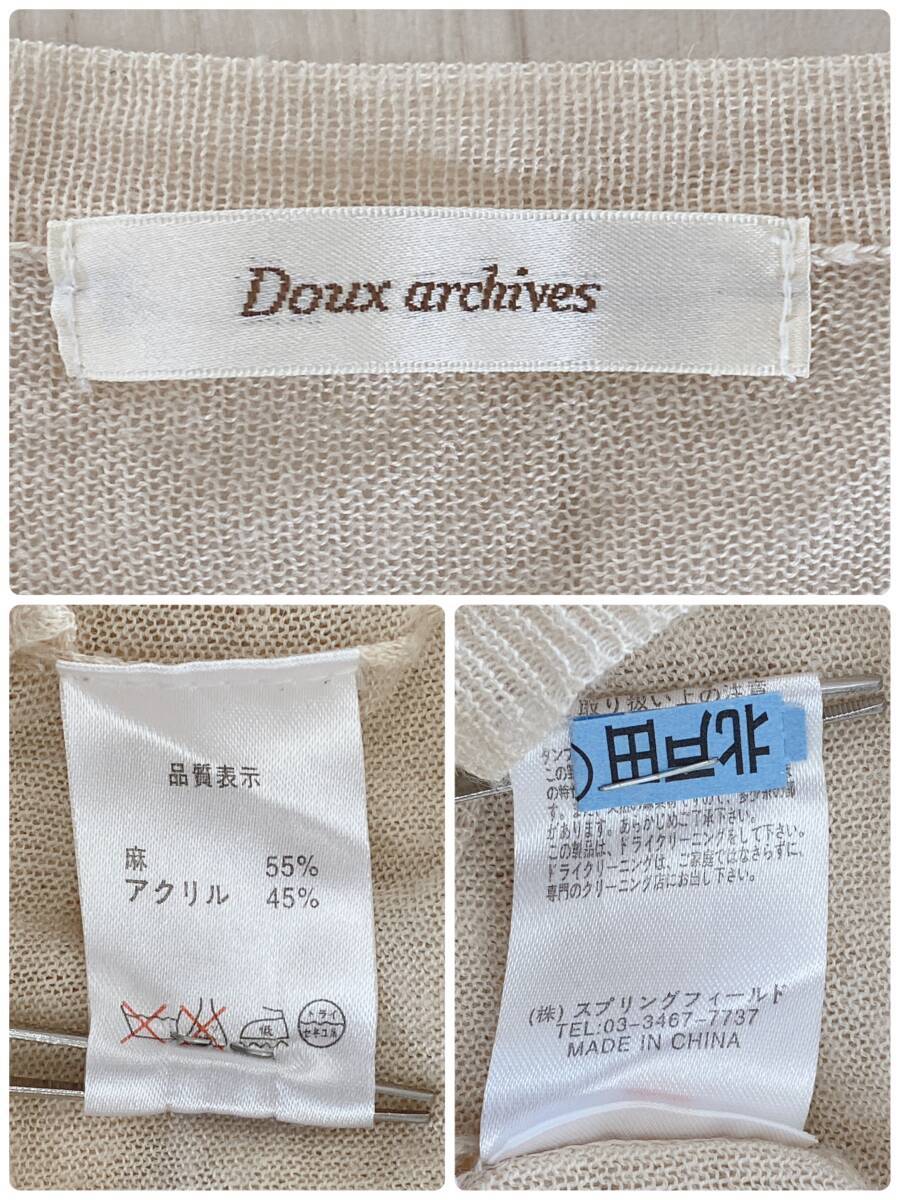 Doux archives
品質表示
麻 55%
アクリル 45%
低
ドライ
セキユ系
取り扱い上の注意
北戸田
タンブ
この
の特
があります。あらかじめご了承下さい。
この製品は、ドライクリーニングをして下さい。
ドライクリーニングは、ご家庭ではなさらずに、
専門のクリーニング店にお出し下さい。
(株) スプリングフィールド
TEL:03-3467-7737
MADE IN CHINA